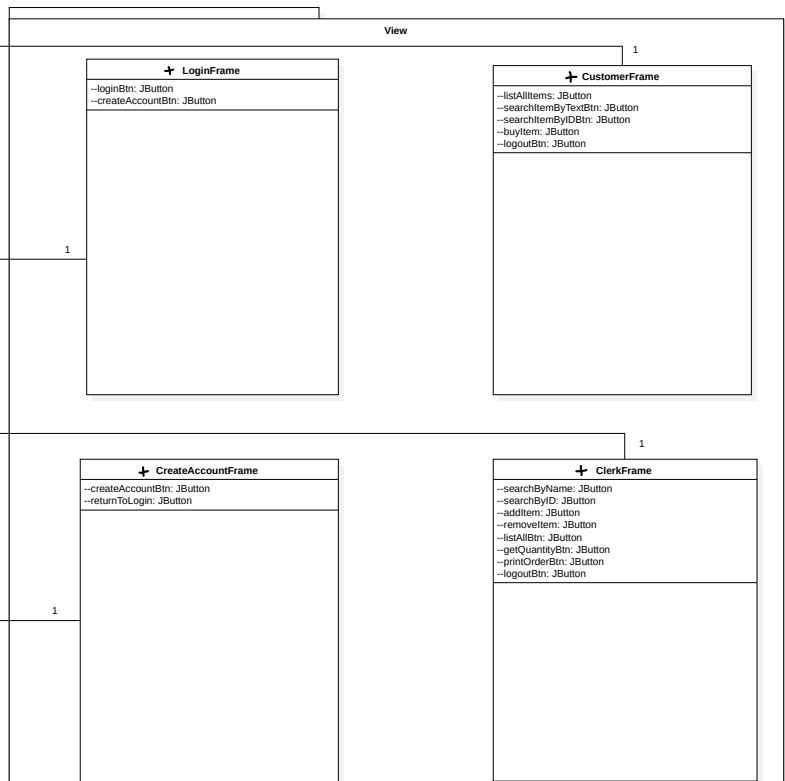 View
1
LoginFrame
--loginBtn: JButton
--createAccountBtn: JButton
1
CustomerFrame
--listAllItems: JButton
--searchItemByTextBtn: JButton
--searchItemByIDBtn: JButton
--buyItem: JButton
--logoutBtn: JButton
1
CreateAccountFrame
--createAccountBtn: JButton
--returnToLogin: JButton
1
ClerkFrame
--searchByName: JButton
--searchByID: JButton
--addItem: JButton
--removeItem: JButton
--listAllBtn: JButton
--getQuantityBtn: JButton
--printOrderBtn: JButton
--logoutBtn: JButton